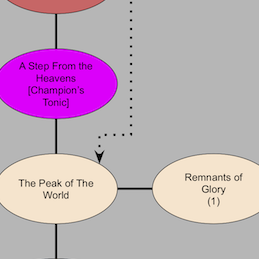 A Step From the
Heavens
[Champion's
Tonic]
The Peak of The
World
Remnants of
Glory
(1)